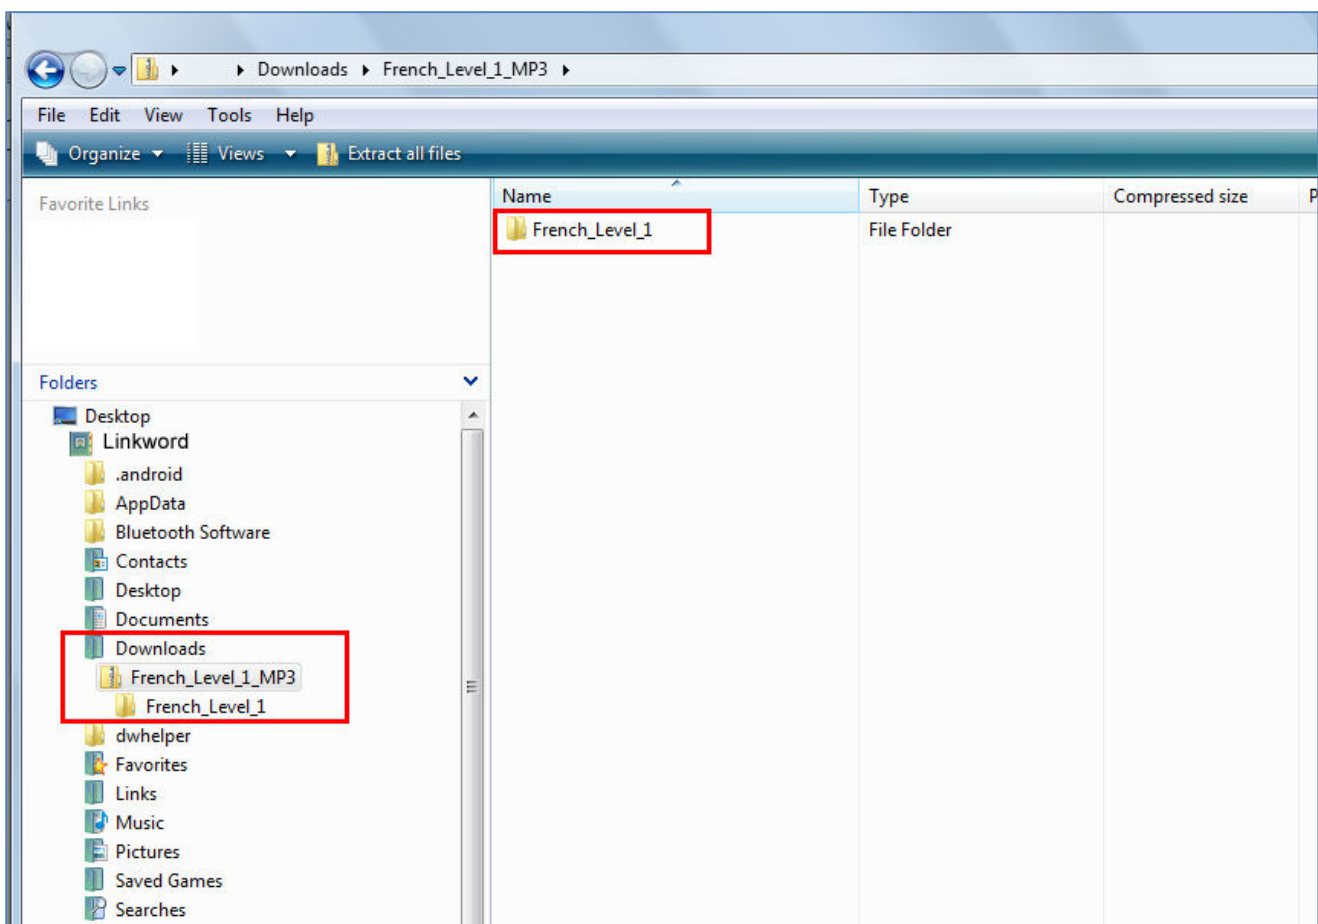 Downloads French_Level_1_MP3
File Edit View Tools Help
Organize Views Extract all files
Favorite Links
Name Type Compressed size P
French_Level_1 File Folder
Folders
Desktop
Linkword
.android
AppData
Bluetooth Software
Contacts
Desktop
Documents
Downloads
French_Level_1_MP3
French_Level_1
dwhelper
Favorites
Links
Music
Pictures
Saved Games
Searches